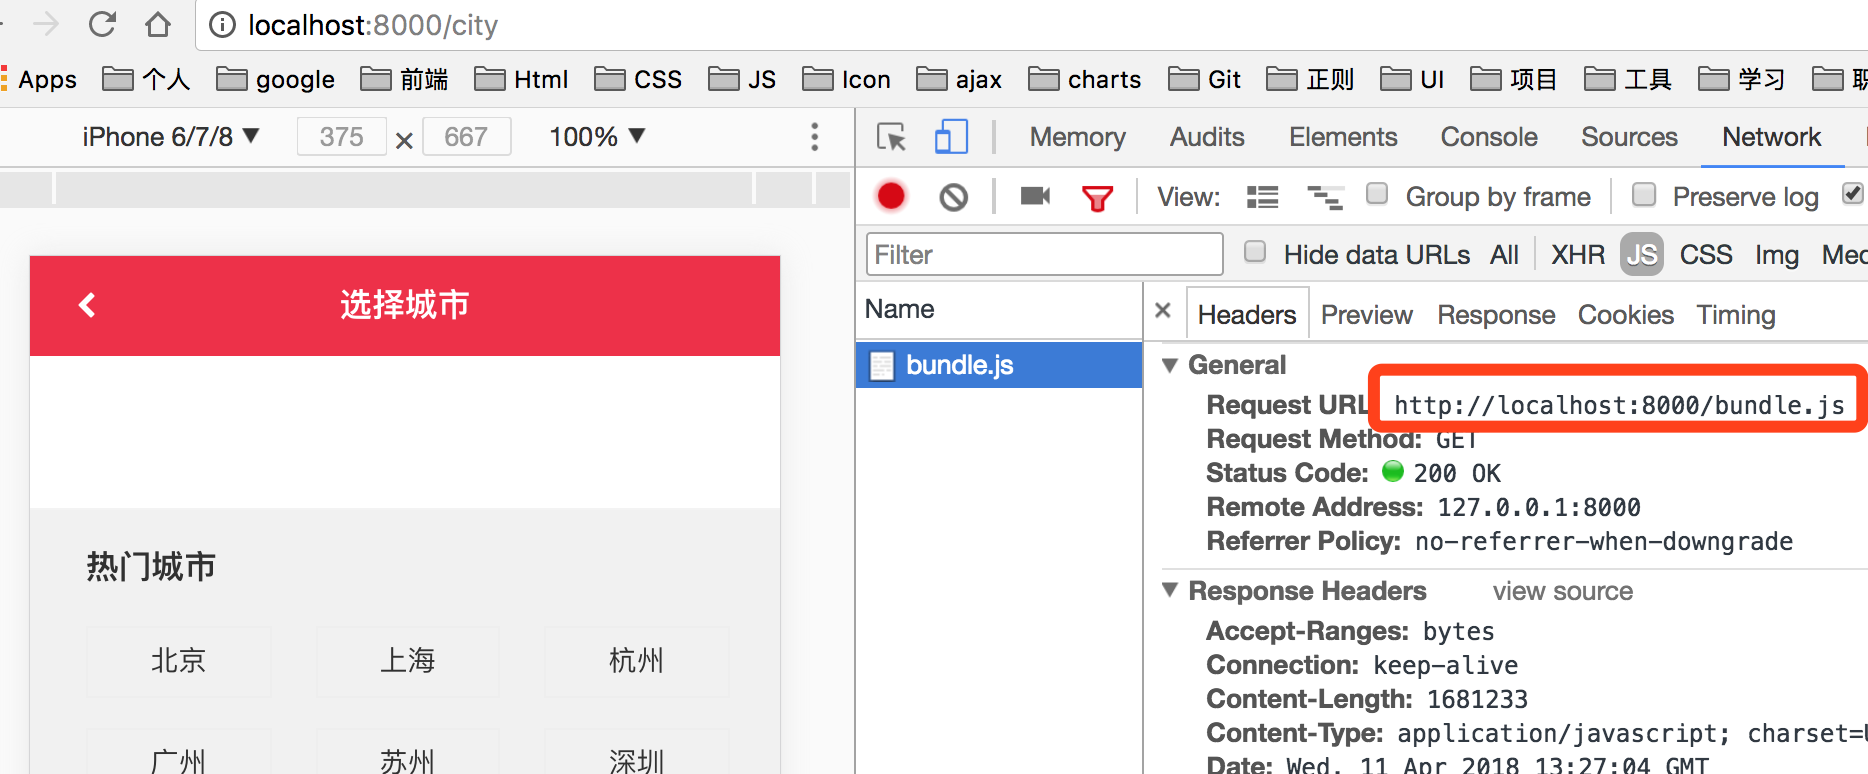 localhost:8000/city
Apps 个人 google 前端 Html CSS JS Icon ajax charts Git 正则 UI 项目 工具 学习
iPhone 6/7/8 ▼ 375 × 667 100% ▼
Memory Audits Elements Console Sources Network
View: Group by frame Preserve log
Filter Hide data URLs All XHR JS CSS Img Med
Name
× Headers Preview Response Cookies Timing
bundle.js
选择城市
热门城市
北京 上海 杭州
广州 苏州 深圳
▼ General
Request URL http://localhost:8000/bundle.js
Request Method: GET
Status Code: 200 OK
Remote Address: 127.0.0.1:8000
Referrer Policy: no-referrer-when-downgrade
▼ Response Headers view source
Accept-Ranges: bytes
Connection: keep-alive
Content-Length: 1681233
Content-Type: application/javascript; charset=U
Date: Wed, 11 Apr 2018 13:27:04 GMT